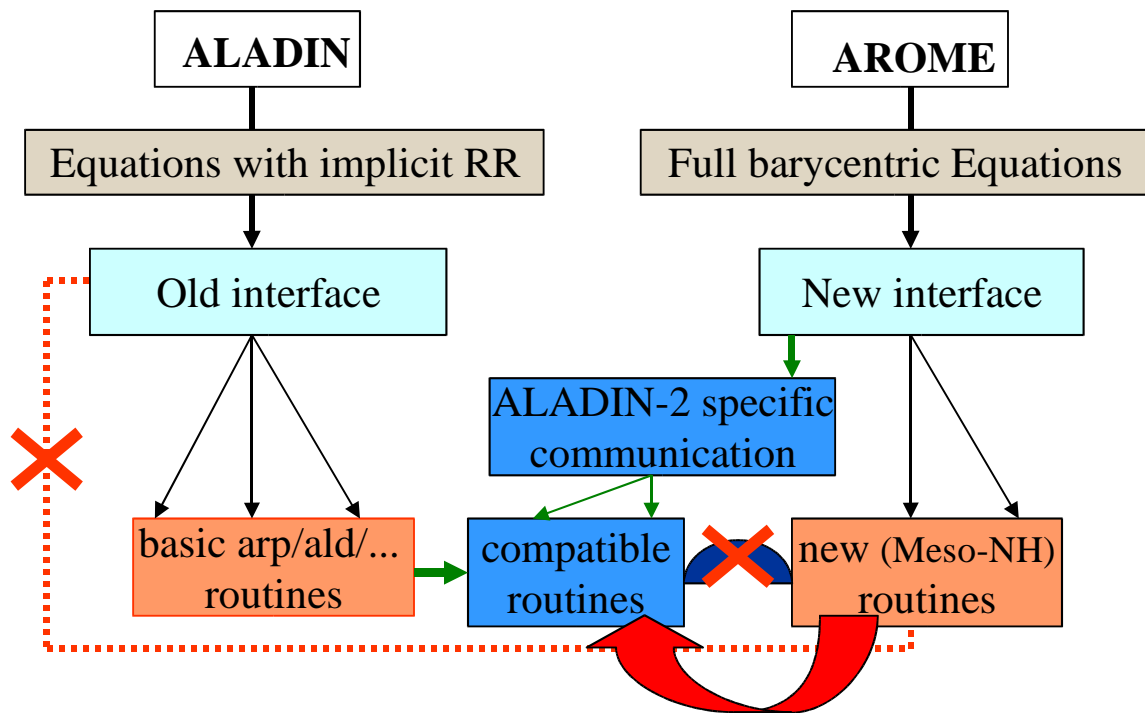 ALADIN
AROME
Equations with implicit RR
Full barycentric Equations
Old interface
New interface
ALADIN-2 specific
communication
basic arp/ald/...
routines
compatible
routines
new (Meso-NH)
routines